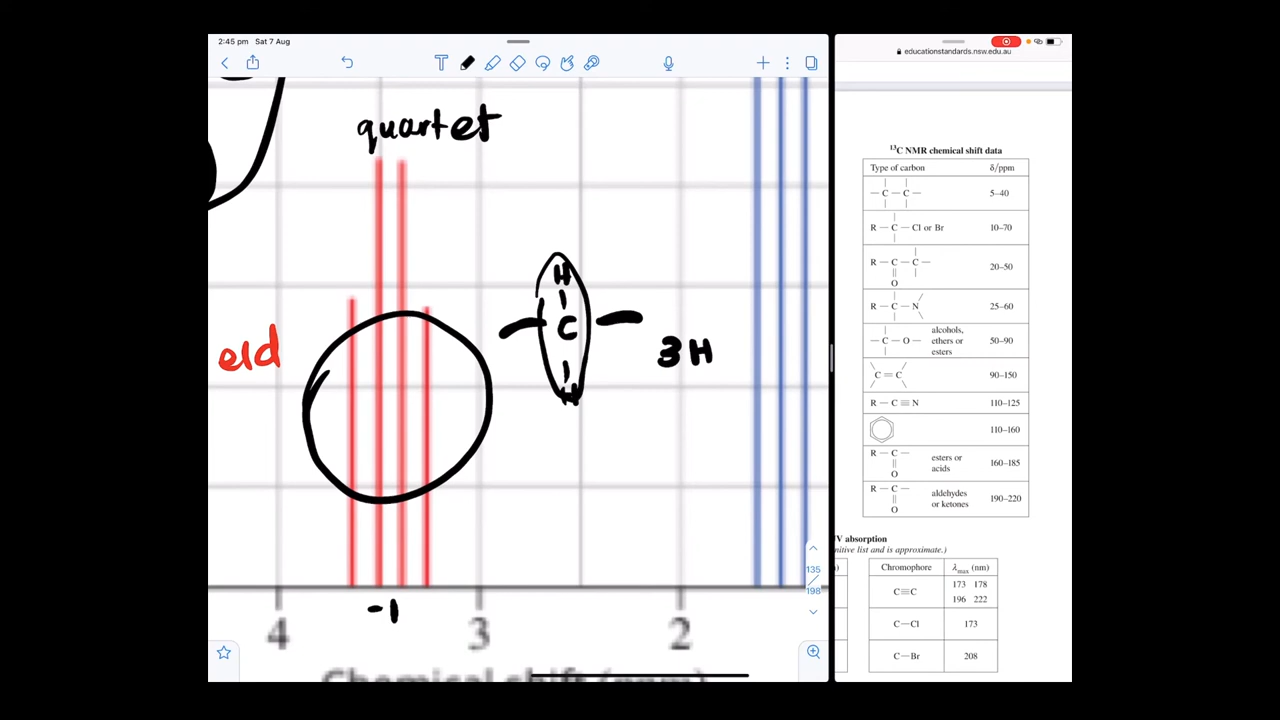 2:45 pm Sat 7 Aug
educationstandards.nsw.edu.au
quartet
eld
H
C
H
3H
-1
4
3
2
Chemical shift (ppm)
135
198
¹³C NMR chemical shift data
Type of carbon δ/ppm
— C — C — 5–40
R — C — Cl or Br 10–70
R — C — C — 20–50
O
R — C — N 25–60
— C — O — alcohols, ethers or esters 50–90
C = C 90–150
R — C ≡ N 110–125
110–160
R — C — esters or acids 160–185
O
R — C — aldehydes or ketones 190–220
O
V absorption
nitive list and is approximate.)
Chromophore λmax (nm)
C≡C 173 178
196 222
C—Cl 173
C—Br 208